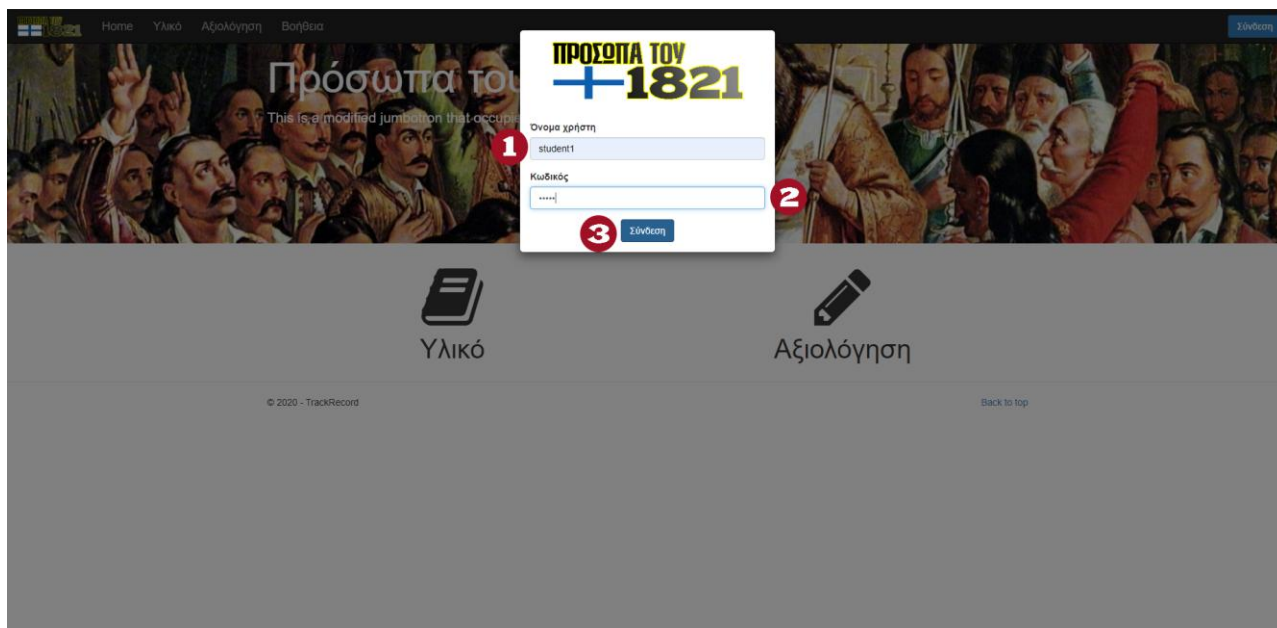 Home Υλικό Αξιολόγηση Βοήθεια
Σύνδεση
Πρόσωπα του
This is a modified jumbotron that occupie
ΠΡΟΣΩΠΑ ΤΟΥ
1821
Όνομα χρήστη
1
student1
Κωδικός
•••••
2
3
Σύνδεση
Υλικό
Αξιολόγηση
© 2020 - TrackRecord
Back to top